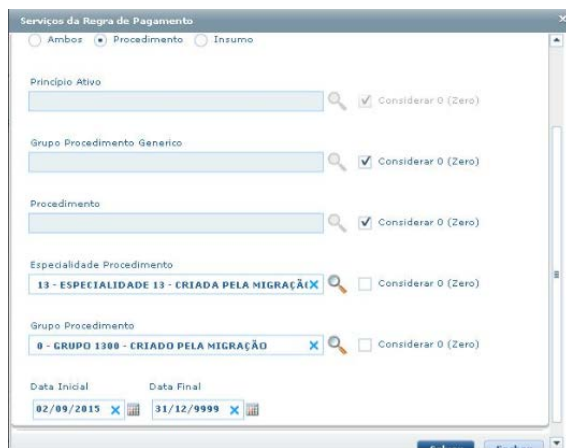 Serviços da Regra de Pagamento
Ambos Procedimento Insumo
Princípio Ativo
Considerar 0 (Zero)
Grupo Procedimento Generico
Considerar 0 (Zero)
Procedimento
Considerar 0 (Zero)
Especialidade Procedimento
13 - ESPECIALIDADE 13 - CRIADA PELA MIGRAÇÃ Considerar 0 (Zero)
Grupo Procedimento
0 - GRUPO 1300 - CRIADO PELA MIGRAÇÃO Considerar 0 (Zero)
Data Inicial Data Final
02/09/2015 31/12/9999